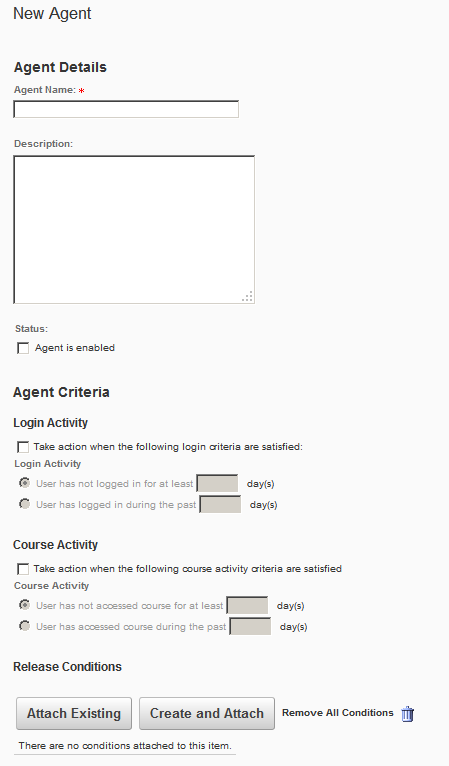 New Agent
Agent Details
Agent Name: *
Description:
Status:
Agent is enabled
Agent Criteria
Login Activity
Take action when the following login criteria are satisfied:
Login Activity
User has not logged in for at least day(s)
User has logged in during the past day(s)
Course Activity
Take action when the following course activity criteria are satisfied
Course Activity
User has not accessed course for at least day(s)
User has accessed course during the past day(s)
Release Conditions
Attach Existing Create and Attach Remove All Conditions
There are no conditions attached to this item.